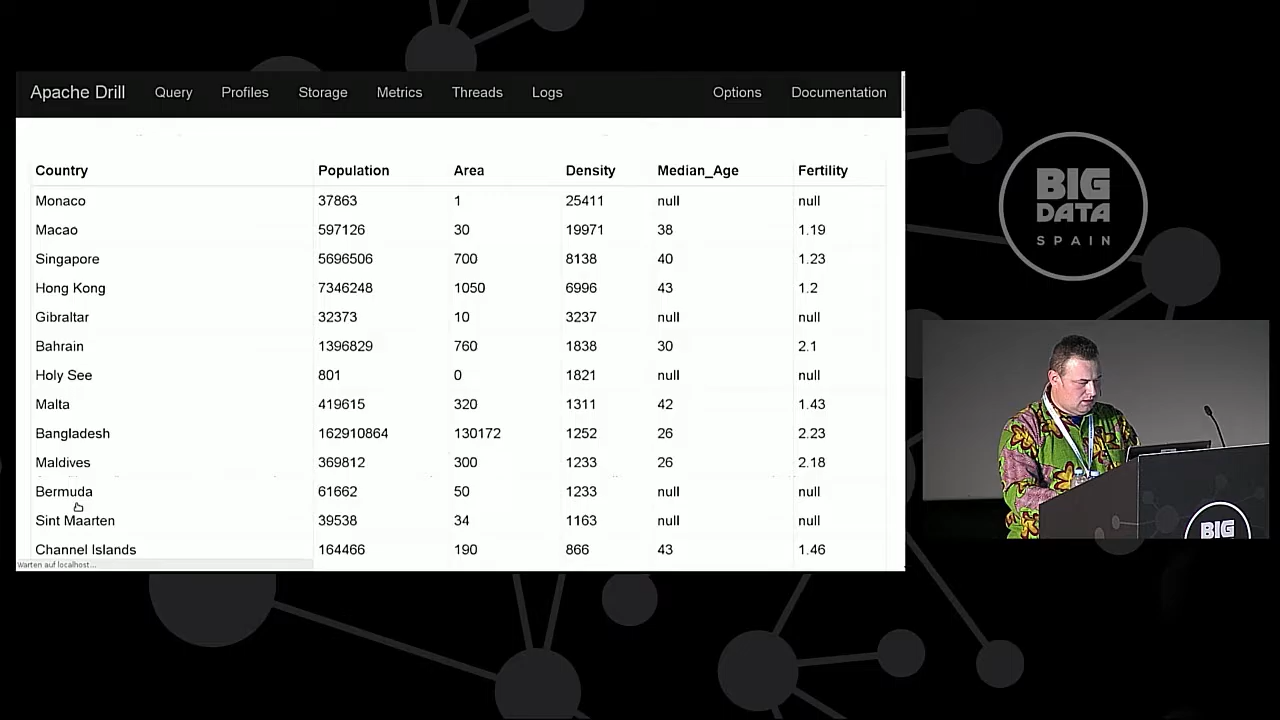 Apache Drill Query Profiles Storage Metrics Threads Logs Options Documentation
Country Population Area Density Median_Age Fertility
Monaco 37863 1 25411 null null
Macao 597126 30 19971 38 1.19
Singapore 5696506 700 8138 40 1.23
Hong Kong 7346248 1050 6996 43 1.2
Gibraltar 32373 10 3237 null null
Bahrain 1396829 760 1838 30 2.1
Holy See 801 0 1821 null null
Malta 419615 320 1311 42 1.43
Bangladesh 162910864 130172 1252 26 2.23
Maldives 369812 300 1233 26 2.18
Bermuda 61662 50 1233 null null
Sint Maarten 39538 34 1163 null null
Channel Islands 164466 190 866 43 1.46
Warten auf localhost...
BIG
DATA
SPAIN
BIG